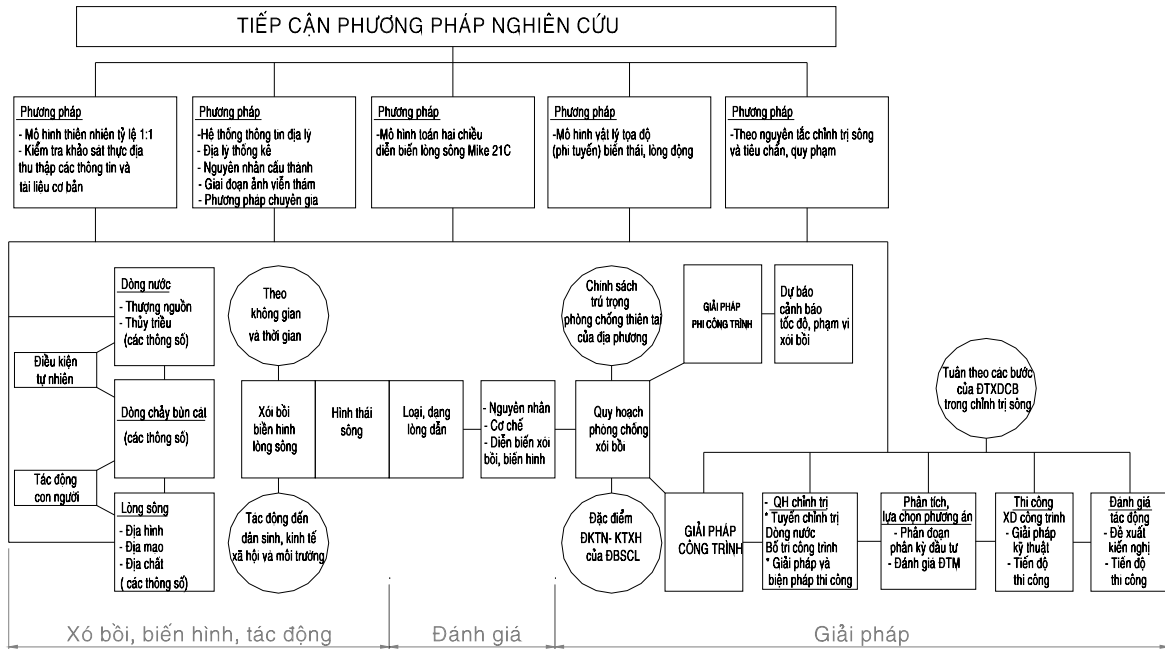 TIẾP CẬN PHƯƠNG PHÁP NGHIÊN CỨU
Phương pháp
- Mô hình thiên nhiên tỷ lệ 1:1
- Kiểm tra khảo sát thực địa
thu thập các thông tin và
tài liệu cơ bản
Phương pháp
-Hệ thống thông tin địa lý
- Địa lý thống kê
- Nguyên nhân cấu thành
- Giai đoạn ảnh viễn thám
- Phương pháp chuyên gia
Phương pháp
-Mô hình toán hai chiều
diễn biến lòng sông Mike 21C
Phương pháp
-Mô hình vật lý tọa độ
(phi tuyến) biến thái, lòng động
Phương pháp
-Theo nguyên tắc chỉnh trị sông
và tiêu chẩn, quy phạm
Dòng nước
- Thượng nguồn
- Thủy triều
(các thông số)
Điều kiện
tự nhiên
Dòng chảy bùn cát
(các thông số)
Tác động
con người
Lòng sông
- Địa hình
- Địa mạo
- Địa chất
( các thông số)
Theo
không gian
và thời gian
Xói bồi
biến hình
lòng sông
Hình thái
sông
Tác động đến
dân sinh, kinh tế
xã hội và môi trường
Loại, dạng
lòng dẫn
- Nguyên nhân
- Cơ chế
- Diễn biến xói
bồi, biến hình
Chính sách
trú trọng
phòng chống thiên tai
của địa phương
Quy hoạch
phòng chống
xói bồi
Đặc điểm
ĐKTN- KTXH
của ĐBSCL
GIẢI PHÁP
PHI CÔNG TRÌNH
Dự báo
cảnh báo
tốc độ, phạm vi
xói bồi
Tuân theo các bước
của ĐTXDCB
trong chỉnh trị sông
GIẢI PHÁP
CÔNG TRÌNH
- QH chỉnh trị
* Tuyến chỉnh trị
Dòng nước
Bố trí công trình
* Giải pháp và
biện pháp thi công
Phân tích,
lựa chọn phương án
- Phân đoạn
phân kỳ đầu tư
- Đánh giá ĐTM
Thi công
XD công trình
- Giải pháp
kỹ thuật
- Tiến độ
thi công
Đánh giá
tác động
- Đề xuất
kiến nghị
- Tiến độ
thi công
Xó bồi, biến hình, tác động
Đánh giá
Giải pháp